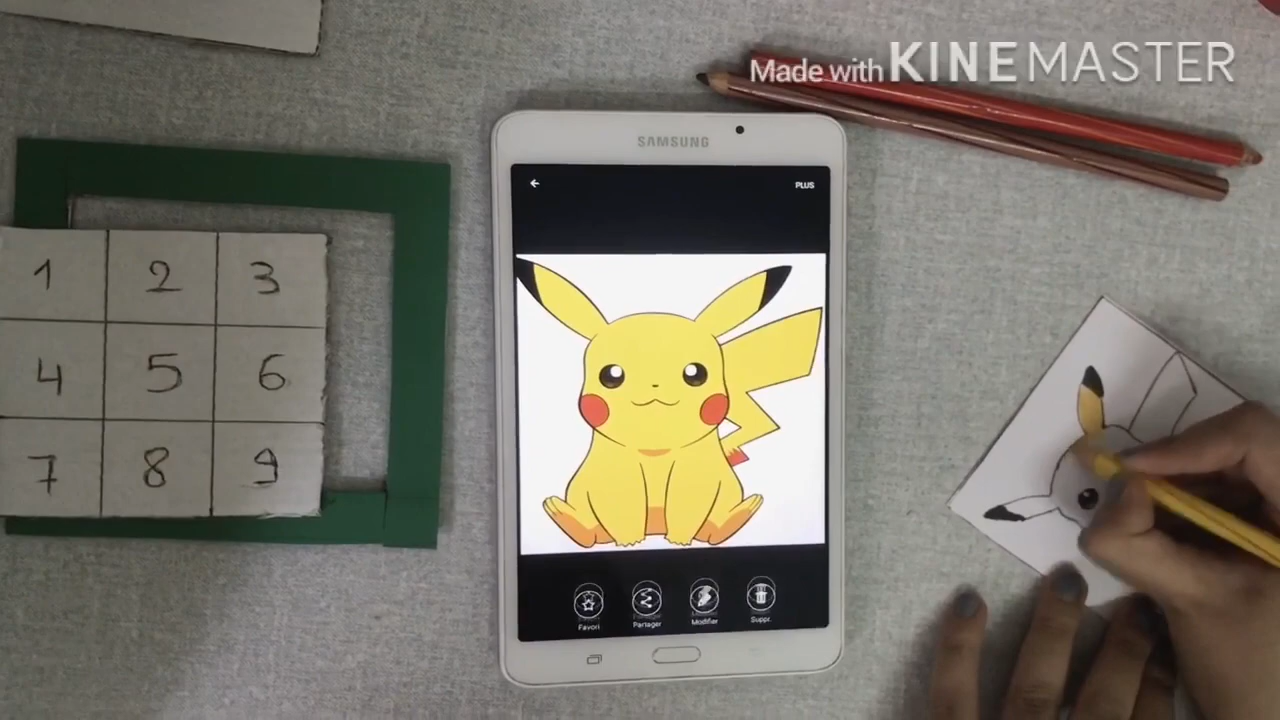 Made with KINEMASTER
SAMSUNG
PLUS
1 2 3
4 5 6
7 8 9
Favori Partager Modifier Suppr.